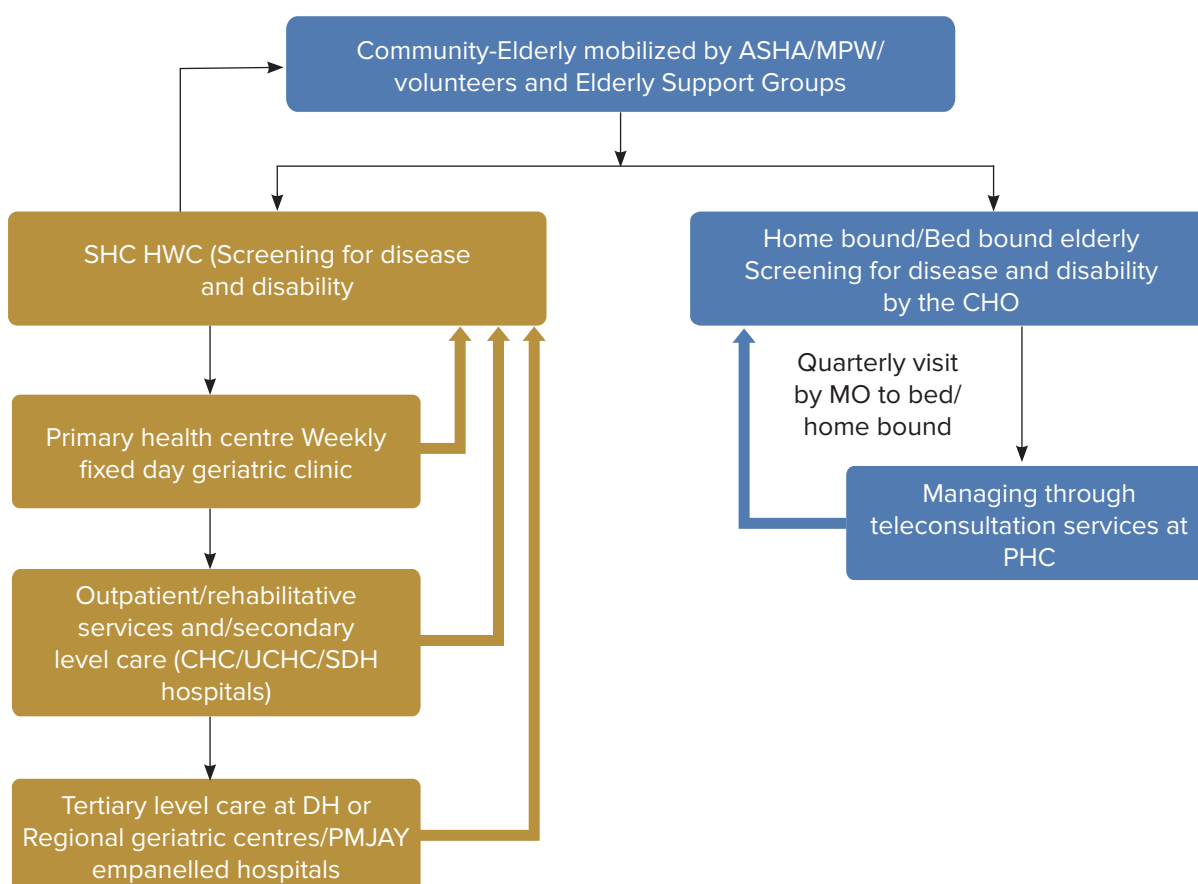 Community-Elderly mobilized by ASHA/MPW/
volunteers and Elderly Support Groups
SHC HWC (Screening for disease
and disability
Home bound/Bed bound elderly
Screening for disease and disability
by the CHO
Quarterly visit
by MO to bed/
home bound
Primary health centre Weekly
fixed day geriatric clinic
Managing through
teleconsultation services at
PHC
Outpatient/rehabilitative
services and/secondary
level care (CHC/UCHC/SDH
hospitals)
Tertiary level care at DH or
Regional geriatric centres/PMJAY
empanelled hospitals